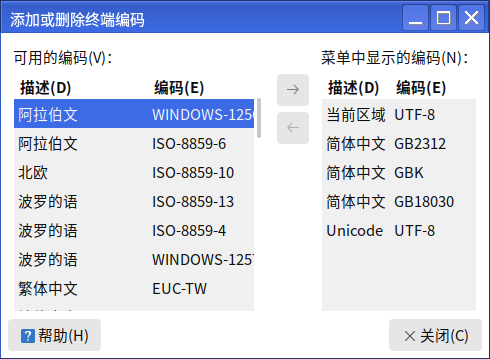 添加或删除终端编码
可用的编码(V)： 菜单中显示的编码(N)：
描述(D) 编码(E) 描述(D) 编码(E)
阿拉伯文 WINDOWS-125 当前区域 UTF-8
阿拉伯文 ISO-8859-6 简体中文 GB2312
北欧 ISO-8859-10 简体中文 GBK
波罗的语 ISO-8859-13 简体中文 GB18030
波罗的语 ISO-8859-4 Unicode UTF-8
波罗的语 WINDOWS-125
繁体中文 EUC-TW
帮助(H) 关闭(C)